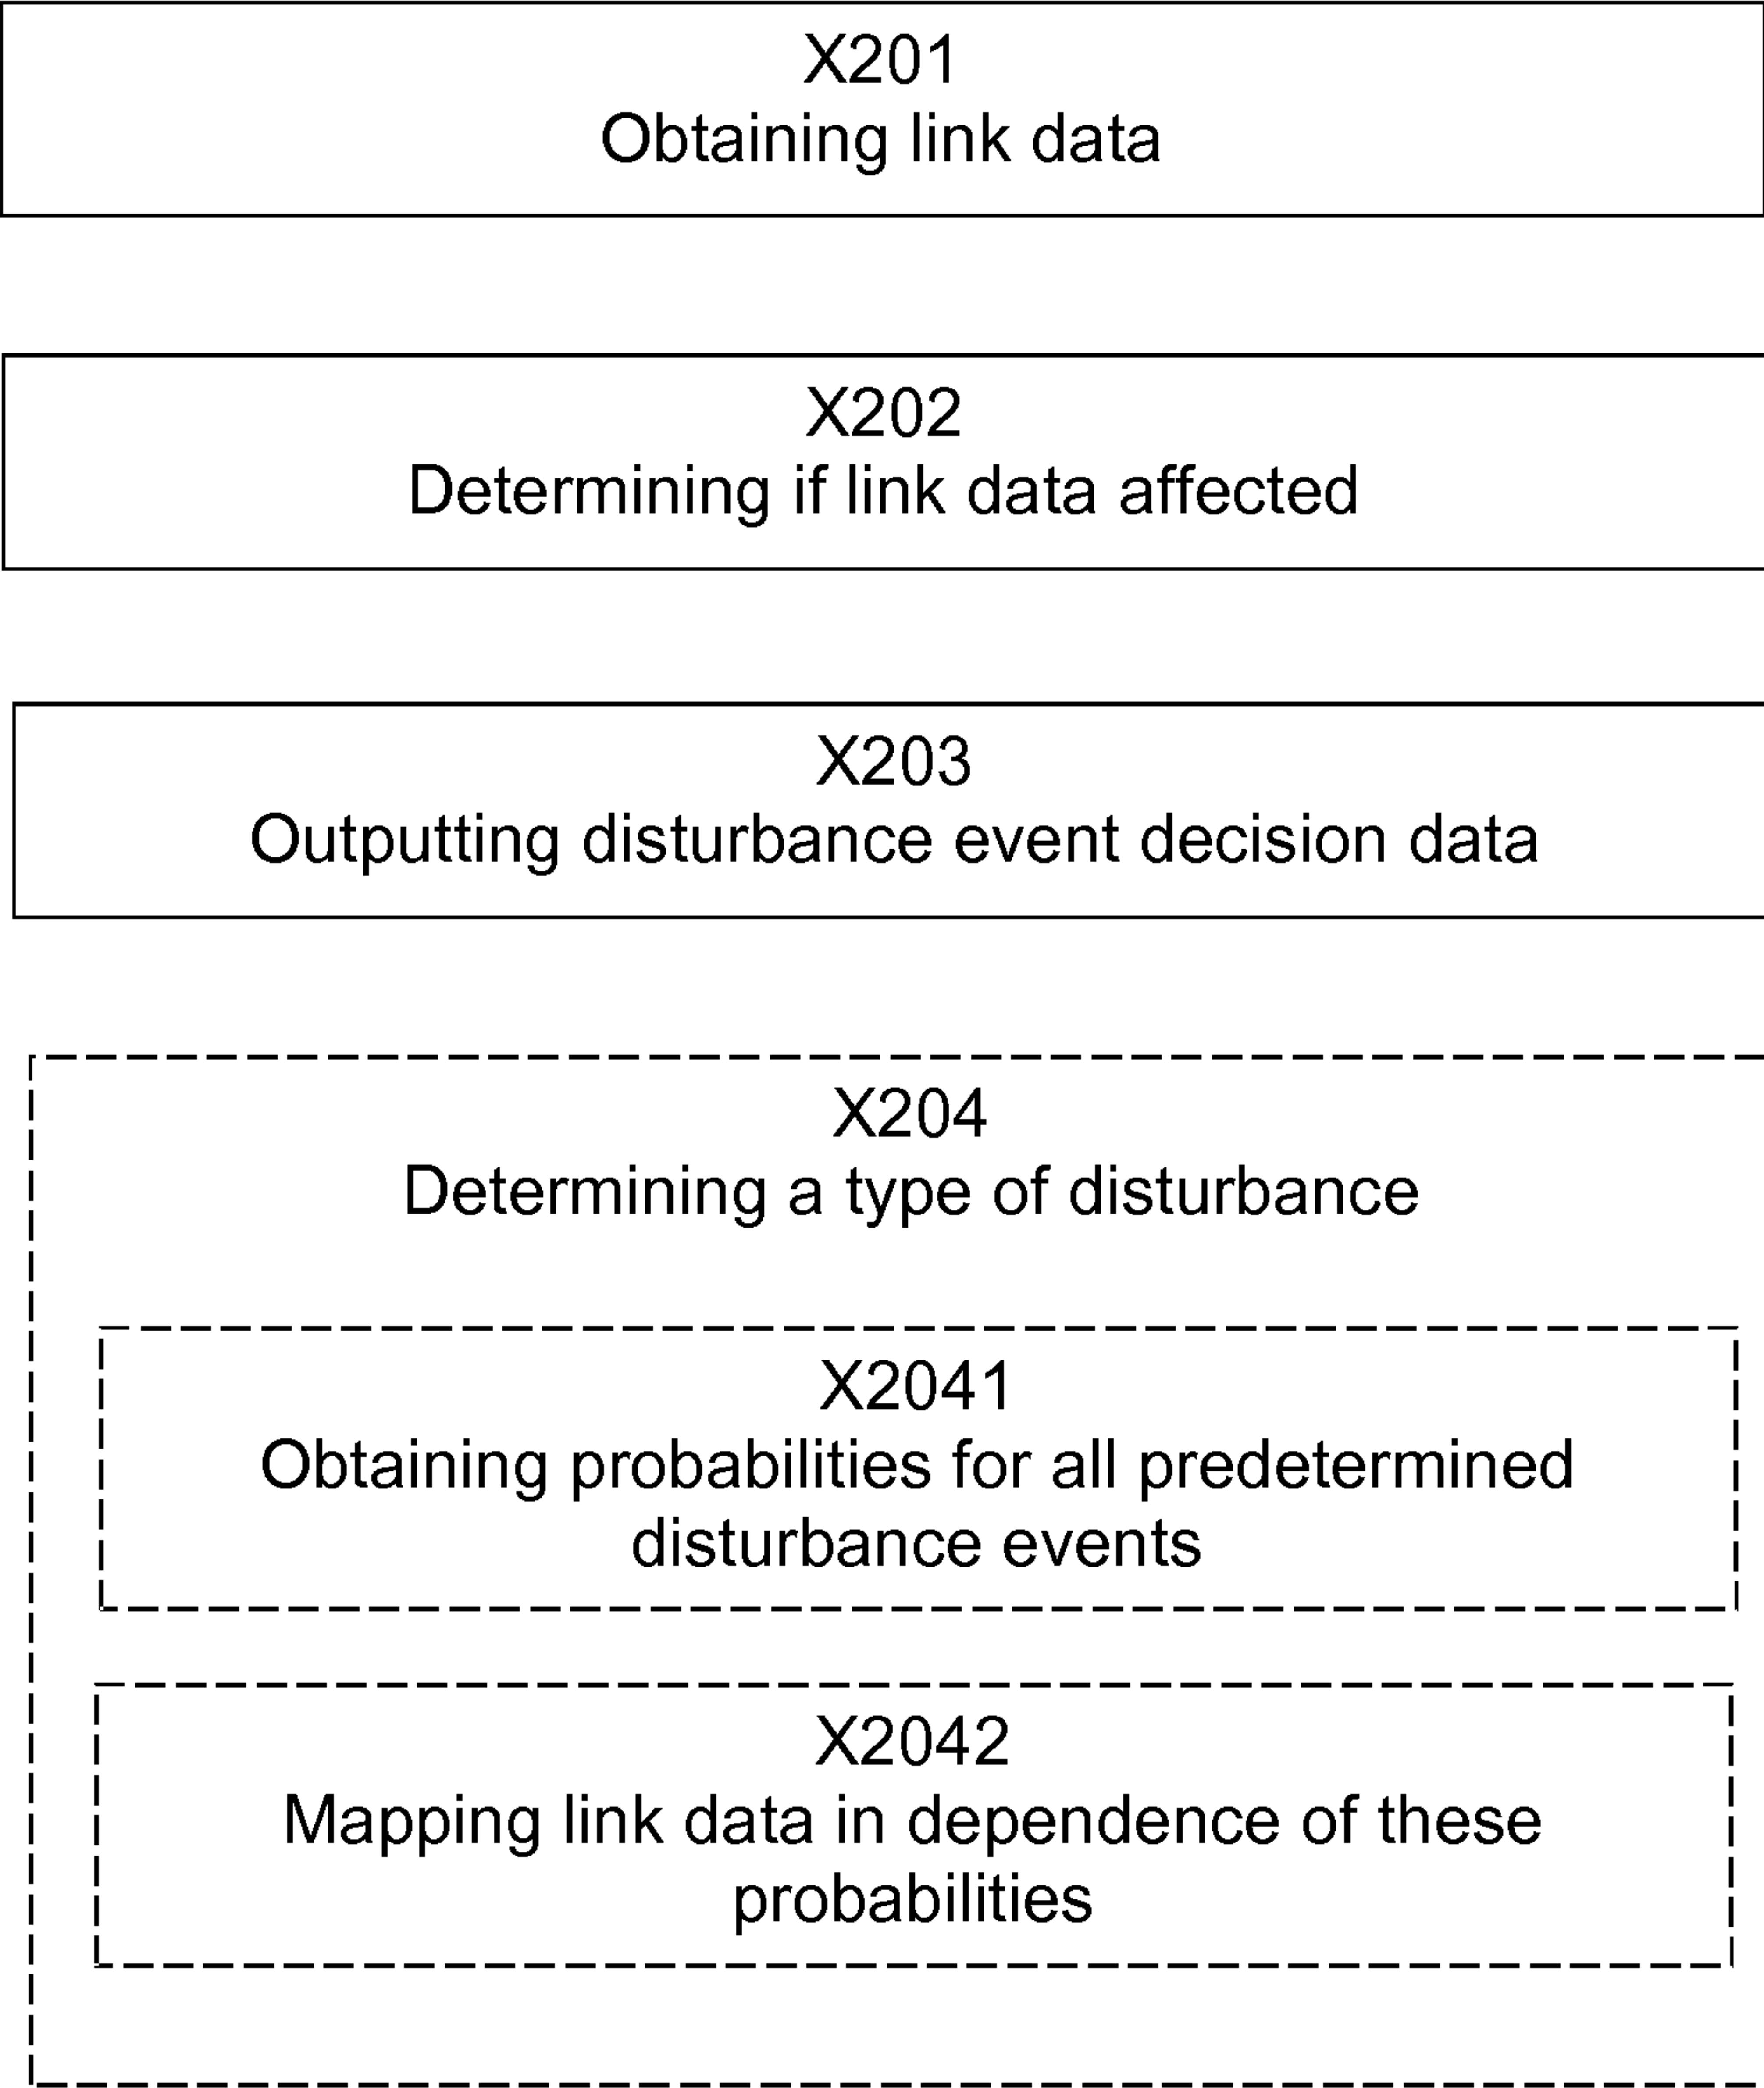 X201
Obtaining link data
X202
Determining if link data affected
X203
Outputting disturbance event decision data
X204
Determining a type of disturbance
X2041
Obtaining probabilities for all predetermined
disturbance events
X2042
Mapping link data in dependence of these
probabilities